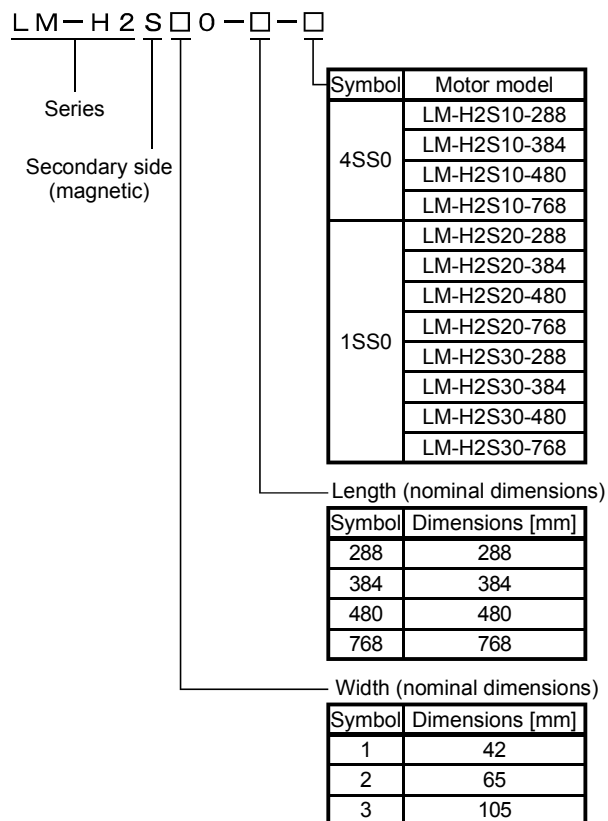 LM-H2S□0-□-□
Series
Secondary side
(magnetic)
Symbol Motor model
4SS0
LM-H2S10-288
LM-H2S10-384
LM-H2S10-480
LM-H2S10-768
1SS0
LM-H2S20-288
LM-H2S20-384
LM-H2S20-480
LM-H2S20-768
LM-H2S30-288
LM-H2S30-384
LM-H2S30-480
LM-H2S30-768
Length (nominal dimensions)
Symbol Dimensions [mm]
288 288
384 384
480 480
768 768
Width (nominal dimensions)
Symbol Dimensions [mm]
1 42
2 65
3 105